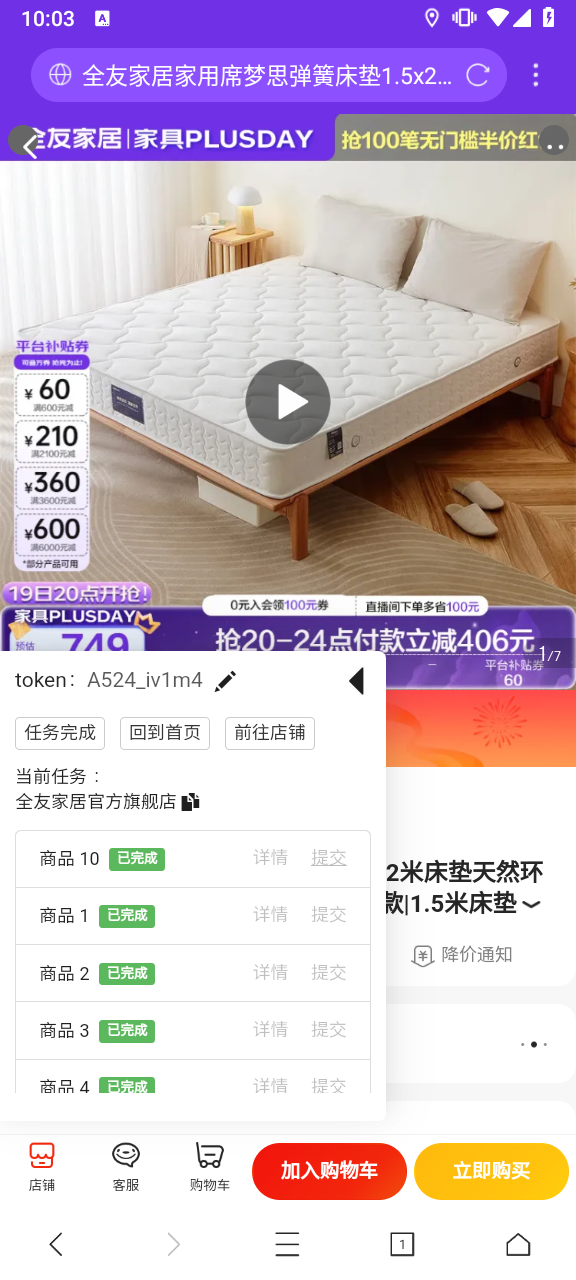 10:03
全友家居家用席梦思弹簧床垫1.5x2…
全友家居|家具PLUSDAY
抢100笔无门槛半价红
平台补贴券
可叠万券 抢完为止!
¥60
满600元减
¥210
满2100元减
¥360
满3600元减
¥600
满6000元减
*部分产品可用
19日20点开抢!
0元入会领100元券
直播间下单多省100元
家具PLUSDAY
预估
749
抢20-24点付款立减406元
平台补贴券
60
1/7
token: A524_iv1m4
任务完成
回到首页
前往店铺
当前任务：
全友家居官方旗舰店
商品 10 已完成 详情 提交
商品 1 已完成 详情 提交
商品 2 已完成 详情 提交
商品 3 已完成 详情 提交
商品 4 已完成 详情 提交
2米床垫天然环
款|1.5米床垫
降价通知
店铺
客服
购物车
加入购物车
立即购买
1